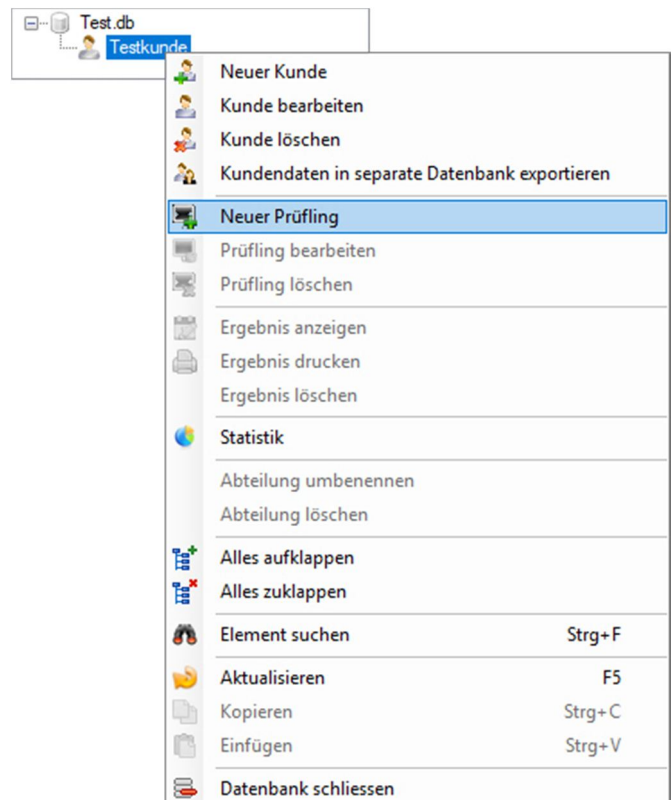 Test.db
Testkunde
Neuer Kunde
Kunde bearbeiten
Kunde löschen
Kundendaten in separate Datenbank exportieren
Neuer Prüfling
Prüfling bearbeiten
Prüfling löschen
Ergebnis anzeigen
Ergebnis drucken
Ergebnis löschen
Statistik
Abteilung umbenennen
Abteilung löschen
Alles aufklappen
Alles zuklappen
Element suchen Strg+F
Aktualisieren F5
Kopieren Strg+C
Einfügen Strg+V
Datenbank schliessen